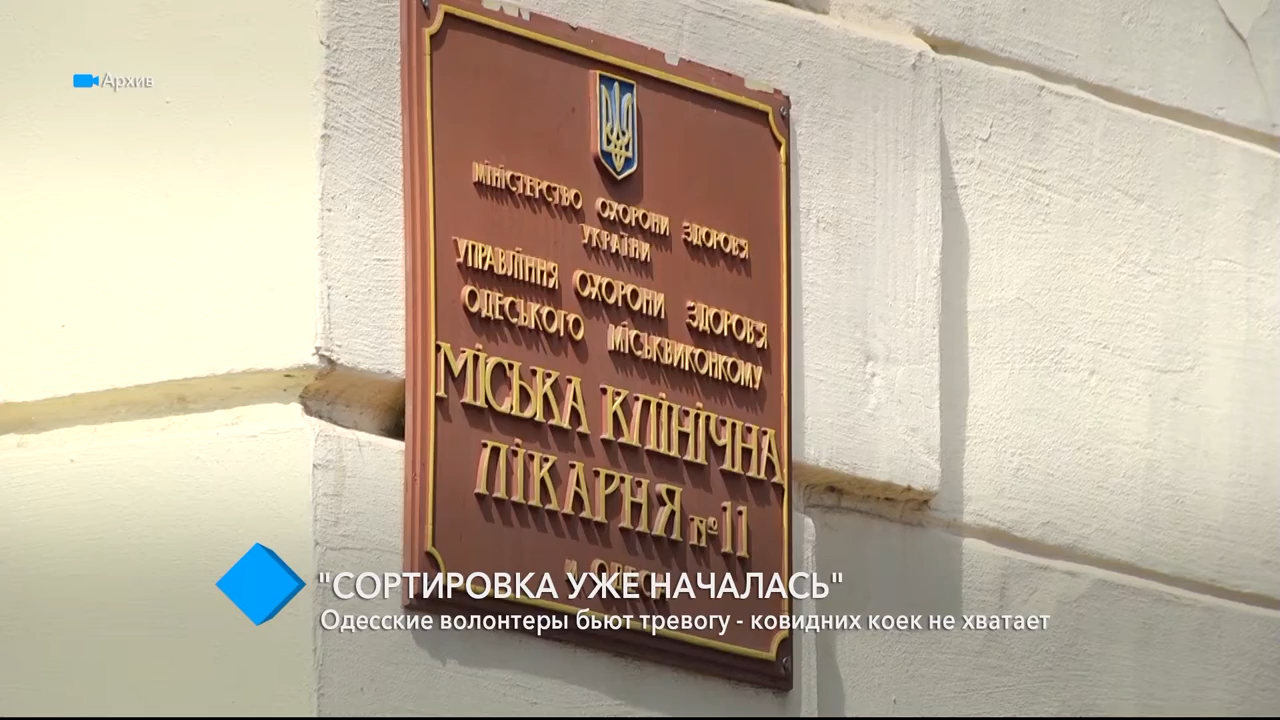 Архив
МІНІСТЕРСТВО ОХОРОНИ ЗДОРОВ'Я
УКРАЇНИ
УПРАВЛІННЯ ОХОРОНИ ЗДОРОВ'Я
ОДЕСЬКОГО МІСЬКВИКОНКОМУ
МІСЬКА КЛІНІЧНА
ЛІКАРНЯ №11
м. ОДЕСА
"СОРТИРОВКА УЖЕ НАЧАЛАСЬ"
Одесские волонтеры бьют тревогу - ковидних коек не хватает